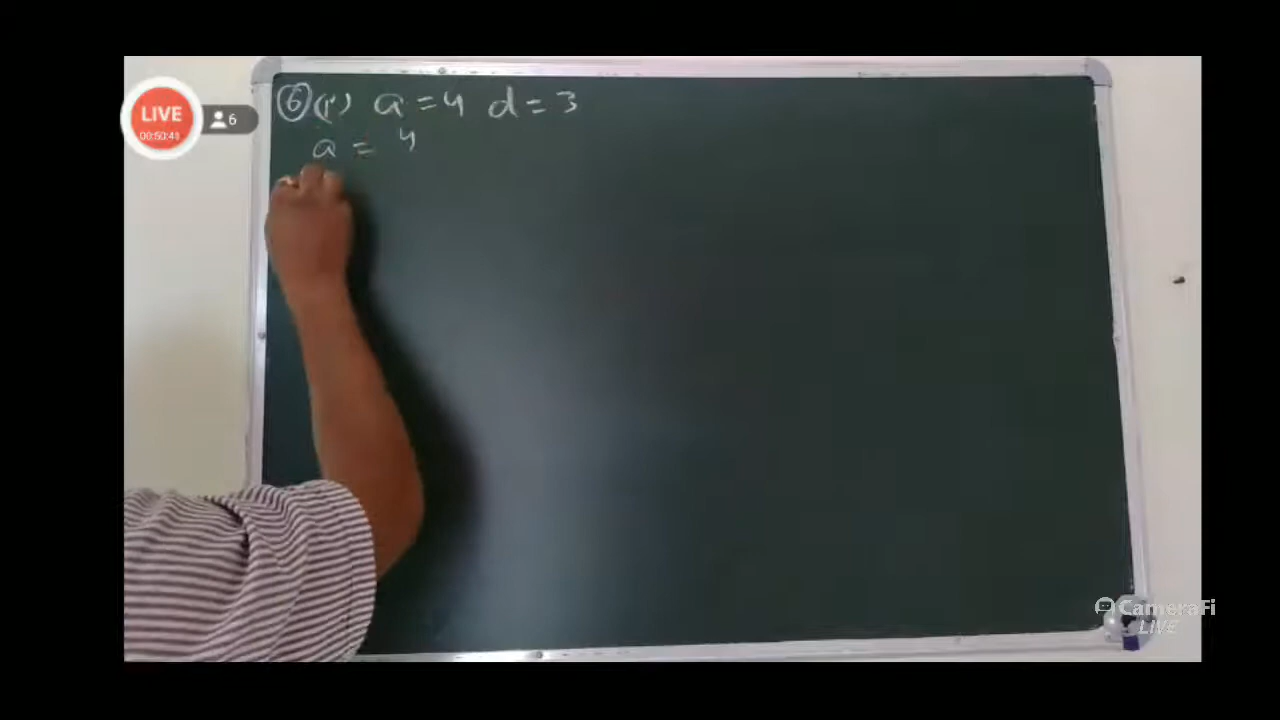 LIVE
00:50:41
6
⑥ (i) a = 4 d = 3
a = 4
CameraFi
LIVE